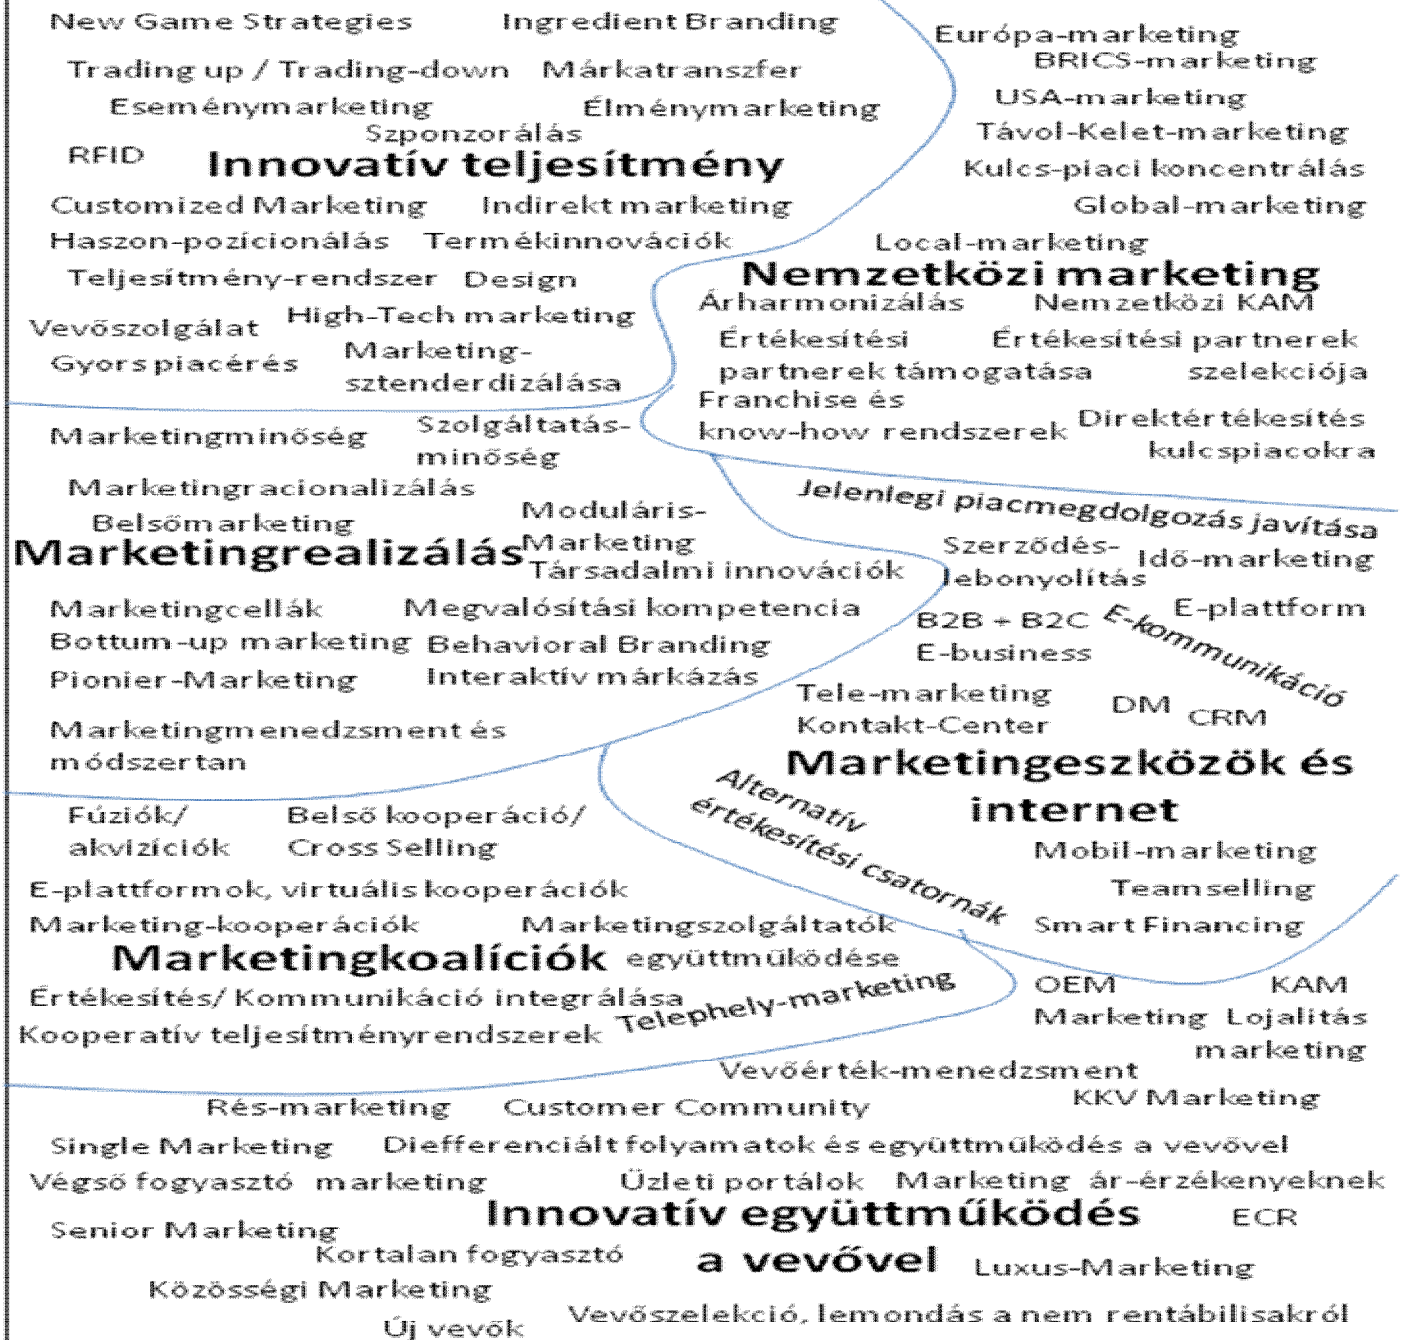 New Game Strategies
Ingredient Branding
Trading up / Trading-down
Márkatranszfer
Eseménymarketing
Élménymarketing
Szponzorálás
RFID
Innovatív teljesítmény
Customized Marketing
Indirekt marketing
Haszon-pozícionálás
Termékinnovációk
Teljesítmény-rendszer
Design
Vevőszolgálat
High-Tech marketing
Gyors piacérés
Marketing-
sztenderdizálása
Európa-marketing
BRICS-marketing
USA-marketing
Távol-Kelet-marketing
Kulcs-piaci koncentrálás
Global-marketing
Local-marketing
Nemzetközi marketing
Árharmonizálás
Nemzetközi KAM
Értékesítési
partnerek támogatása
Értékesítési partnerek
szelekciója
Franchise és
know-how rendszerek
Direktértékesítés
kulcspiacokra
Marketingminőség
Szolgáltatás-
minőség
Marketingracionalizálás
Belsőmarketing
Moduláris-
Marketing
Marketingrealizálás
Társadalmi innovációk
Marketingcellák
Megvalósítási kompetencia
Bottum-up marketing
Behavioral Branding
Pionier-Marketing
Interaktív márkázás
Marketingmenedzsment és
módszertan
Jelenlegi piacmegdolgozás javítása
Szerződés-
lebonyolítás
Idő-marketing
B2B + B2C
E-business
E-kommunikáció
E-plattform
Tele-marketing
Kontakt-Center
DM
CRM
Marketingeszközök és
internet
Alternatív
értékesítési csatornák
Mobil-marketing
Teamselling
Smart Financing
Fúziók/
akvizíciók
Belső kooperáció/
Cross Selling
E-plattformok, virtuális kooperációk
Marketing-kooperációk
Marketingszolgáltatók
együttműködése
Marketingkoalíciók
Értékesítés/ Kommunikáció integrálása
Kooperatív teljesítményrendszerek
Telephely-marketing
OEM
Marketing
KAM
Lojalitás
marketing
Vevőérték-menedzsment
KKV Marketing
Rés-marketing
Customer Community
Single Marketing
Diefferenciált folyamatok és együttműködés a vevővel
Végső fogyasztó marketing
Üzleti portálok
Marketing ár-érzékenyeknek
Innovatív együttműködés
a vevővel
ECR
Senior Marketing
Kortalan fogyasztó
Luxus-Marketing
Közösségi Marketing
Új vevők
Vevőszelekció, lemondás a nem rentábilisakról